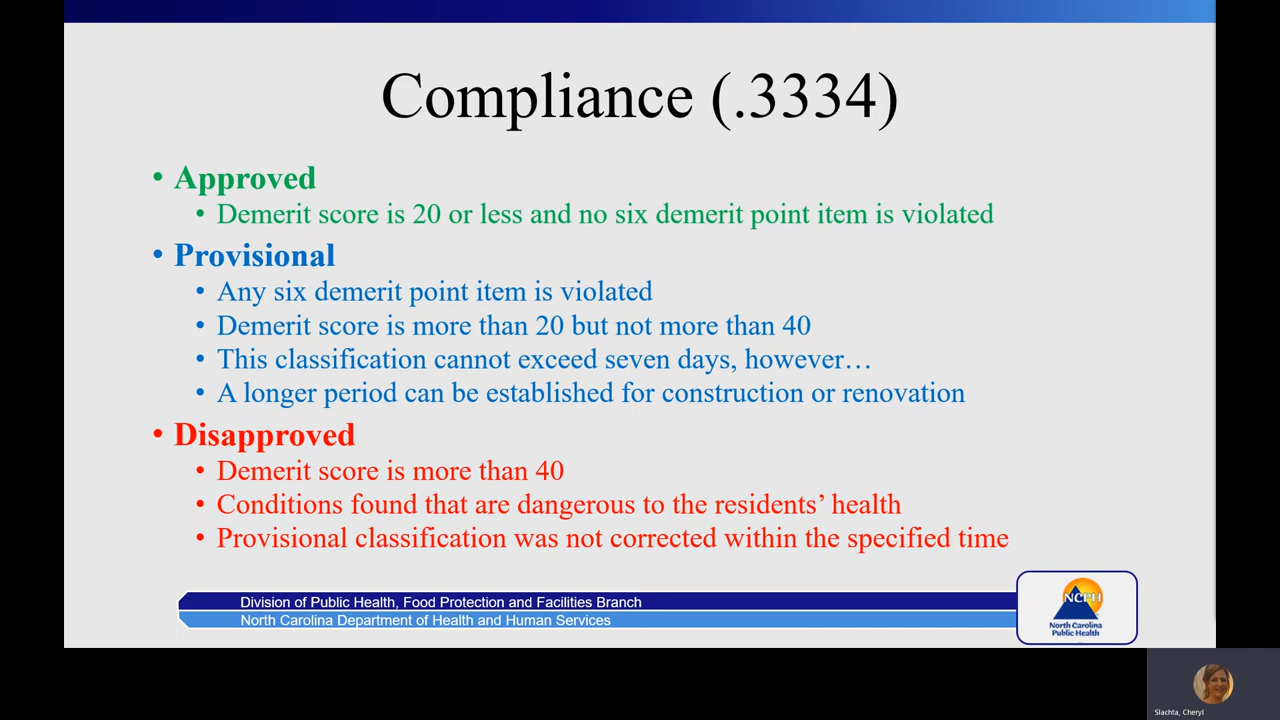 Compliance (.3334)
• Approved
• Demerit score is 20 or less and no six demerit point item is violated
• Provisional
• Any six demerit point item is violated
• Demerit score is more than 20 but not more than 40
• This classification cannot exceed seven days, however…
• A longer period can be established for construction or renovation
• Disapproved
• Demerit score is more than 40
• Conditions found that are dangerous to the residents’ health
• Provisional classification was not corrected within the specified time
Division of Public Health, Food Protection and Facilities Branch
North Carolina Department of Health and Human Services
NCPH
North Carolina
Public Health
Slachta, Cheryl